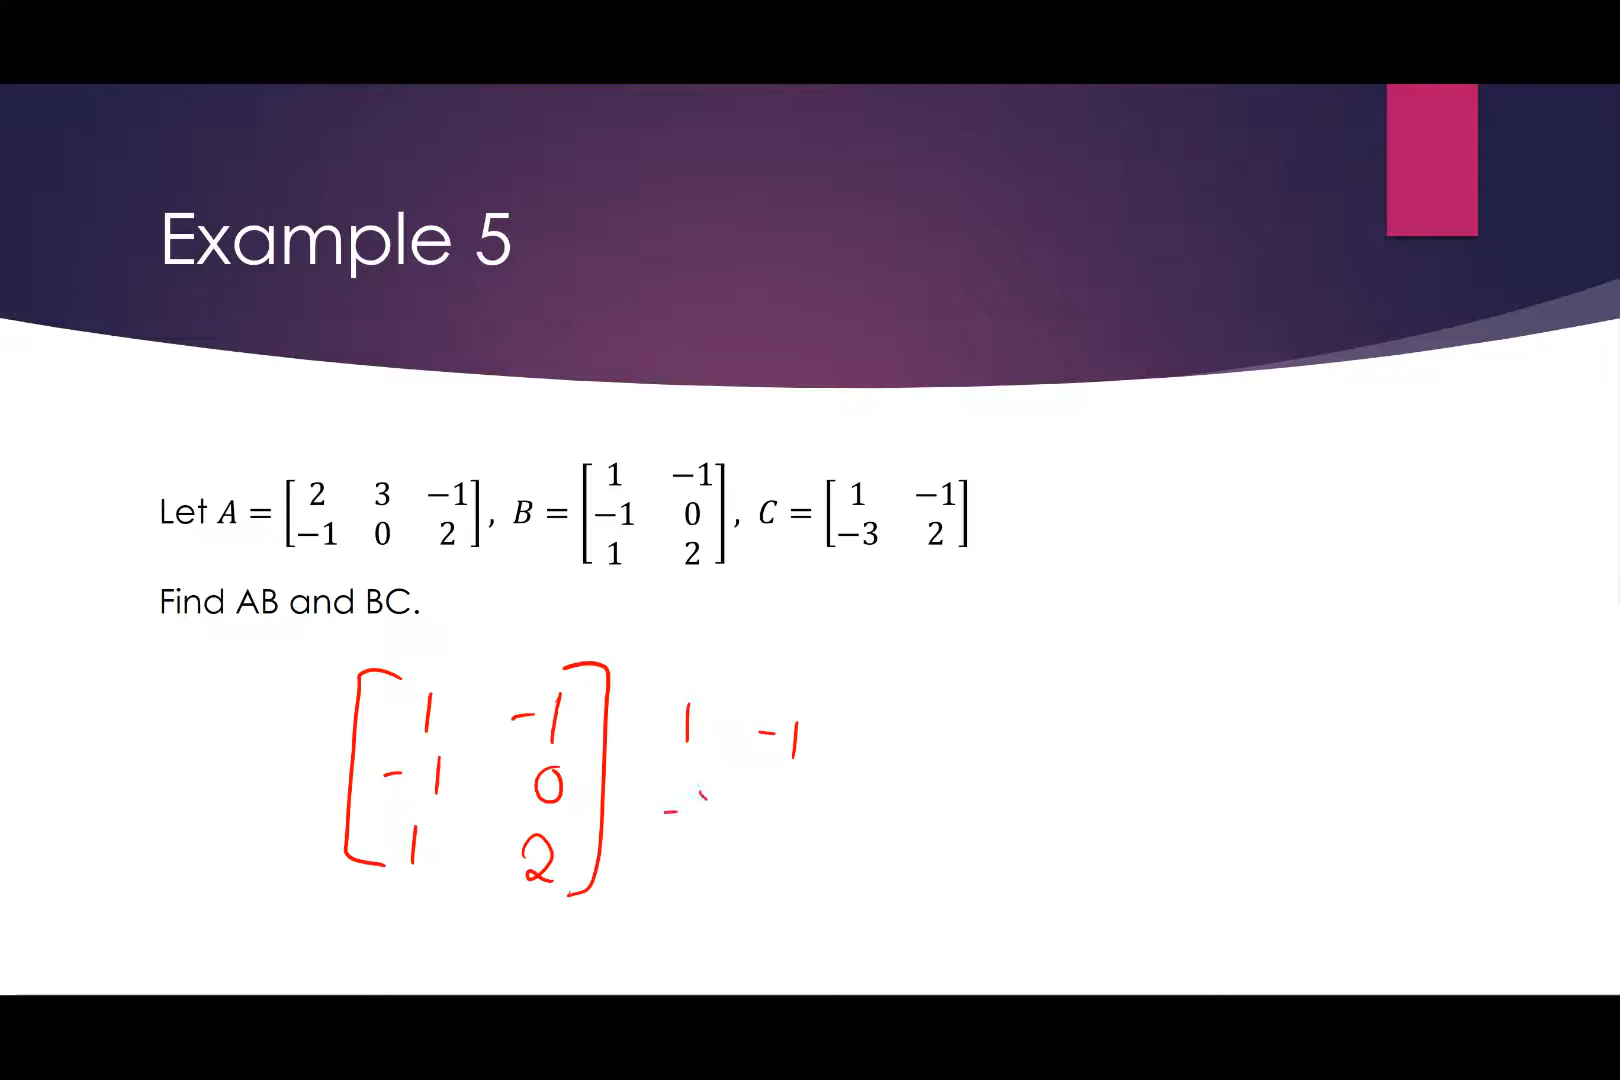 Example 5
Let A = [2 3 −1; −1 0 2], B = [1 −1; −1 0; 1 2], C = [1 −1; −3 2]
Find AB and BC.
1 -1 1 -1
-1 0 -
1 2